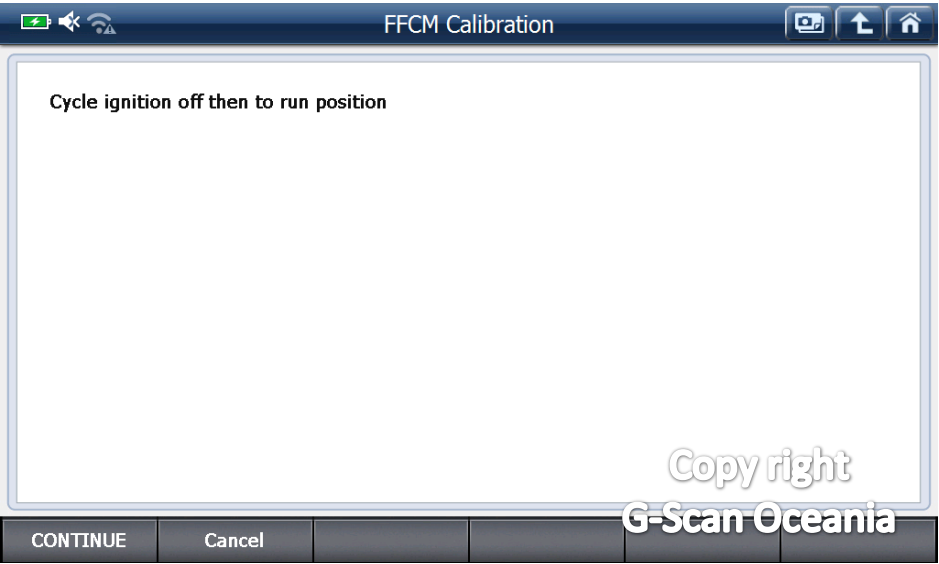 FFCM Calibration
Cycle ignition off then to run position
Copy right
G-Scan Oceania
CONTINUE
Cancel